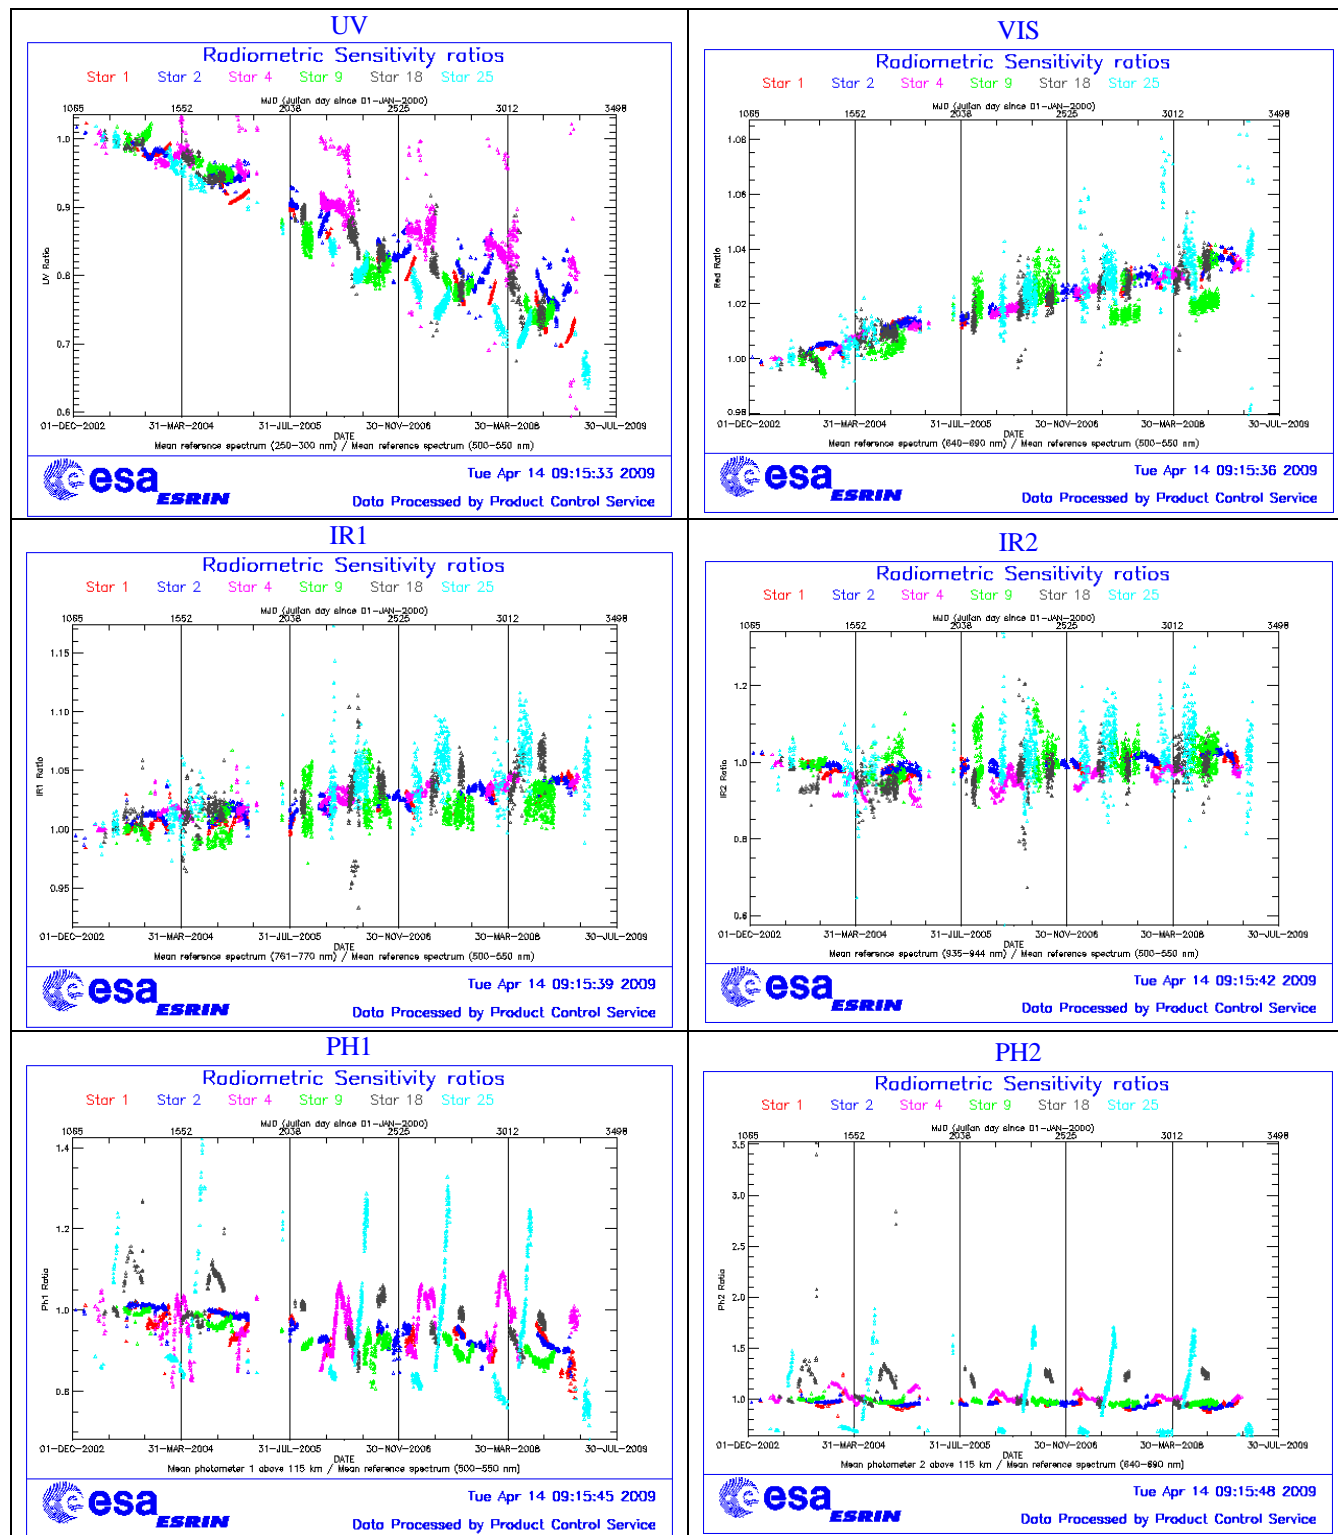 UV
Radiometric Sensitivity ratios
Star 1 Star 2 Star 4 Star 9 Star 18 Star 25
MJD (Julian day since 01-JAN-2000)
1065 1552 2038 2525 3012 3498
UV Ratio
1.0
0.9
0.8
0.7
0.6
01-DEC-2002 31-MAR-2004 31-JUL-2005 30-NOV-2006 30-MAR-2008 30-JUL-2009
DATE
Mean reference spectrum (250-300 nm) / Mean reference spectrum (500-550 nm)
esa ESRIN
Tue Apr 14 09:15:33 2009
Data Processed by Product Control Service
VIS
Radiometric Sensitivity ratios
Star 1 Star 2 Star 4 Star 9 Star 18 Star 25
MJD (Julian day since 01-JAN-2000)
1065 1552 2038 2525 3012 3498
Red Ratio
1.08
1.06
1.04
1.02
1.00
0.98
01-DEC-2002 31-MAR-2004 31-JUL-2005 30-NOV-2006 30-MAR-2008 30-JUL-2009
DATE
Mean reference spectrum (640-690 nm) / Mean reference spectrum (500-550 nm)
esa ESRIN
Tue Apr 14 09:15:36 2009
Data Processed by Product Control Service
IR1
Radiometric Sensitivity ratios
Star 1 Star 2 Star 4 Star 9 Star 18 Star 25
MJD (Julian day since 01-JAN-2000)
1065 1552 2038 2525 3012 3498
IR1 Ratio
1.15
1.10
1.05
1.00
0.95
01-DEC-2002 31-MAR-2004 31-JUL-2005 30-NOV-2006 30-MAR-2008 30-JUL-2009
DATE
Mean reference spectrum (761-770 nm) / Mean reference spectrum (500-550 nm)
esa ESRIN
Tue Apr 14 09:15:39 2009
Data Processed by Product Control Service
IR2
Radiometric Sensitivity ratios
Star 1 Star 2 Star 4 Star 9 Star 18 Star 25
MJD (Julian day since 01-JAN-2000)
1065 1552 2038 2525 3012 3498
IR2 Ratio
1.2
1.0
0.8
0.6
01-DEC-2002 31-MAR-2004 31-JUL-2005 30-NOV-2006 30-MAR-2008 30-JUL-2009
DATE
Mean reference spectrum (935-944 nm) / Mean reference spectrum (500-550 nm)
esa ESRIN
Tue Apr 14 09:15:42 2009
Data Processed by Product Control Service
PH1
Radiometric Sensitivity ratios
Star 1 Star 2 Star 4 Star 9 Star 18 Star 25
MJD (Julian day since 01-JAN-2000)
1065 1552 2038 2525 3012 3498
Ph1 Ratio
1.4
1.2
1.0
0.8
01-DEC-2002 31-MAR-2004 31-JUL-2005 30-NOV-2006 30-MAR-2008 30-JUL-2009
DATE
Mean photometer 1 above 115 km / Mean reference spectrum (500-550 nm)
esa ESRIN
Tue Apr 14 09:15:45 2009
Data Processed by Product Control Service
PH2
Radiometric Sensitivity ratios
Star 1 Star 2 Star 4 Star 9 Star 18 Star 25
MJD (Julian day since 01-JAN-2000)
1065 1552 2038 2525 3012 3498
Ph2 Ratio
3.5
3.0
2.5
2.0
1.5
1.0
01-DEC-2002 31-MAR-2004 31-JUL-2005 30-NOV-2006 30-MAR-2008 30-JUL-2009
DATE
Mean photometer 2 above 115 km / Mean reference spectrum (640-690 nm)
esa ESRIN
Tue Apr 14 09:15:48 2009
Data Processed by Product Control Service